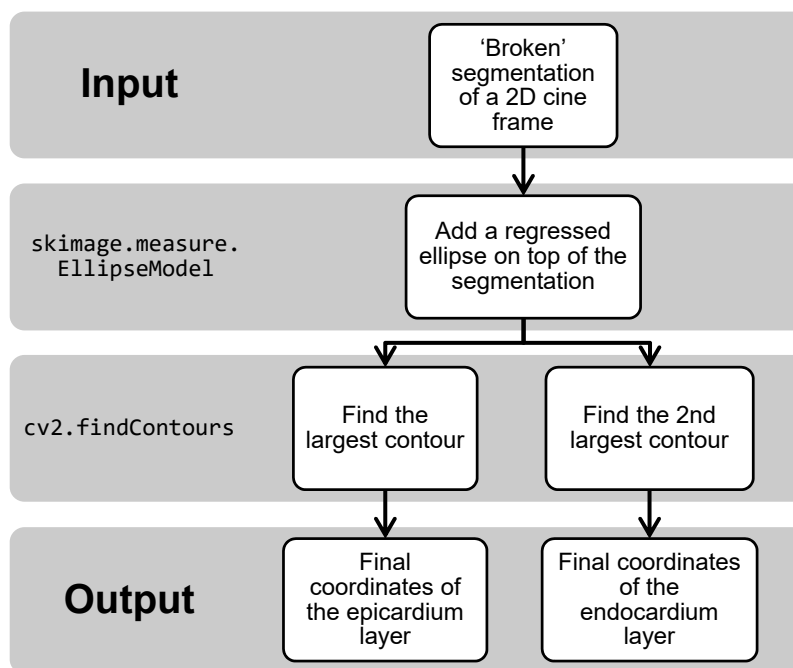 Input
‘Broken’
segmentation
of a 2D cine
frame
skimage.measure.
EllipseModel
Add a regressed
ellipse on top of the
segmentation
cv2.findContours
Find the
largest contour
Find the 2nd
largest contour
Output
Final
coordinates of
the epicardium
layer
Final coordinates
of the
endocardium
layer